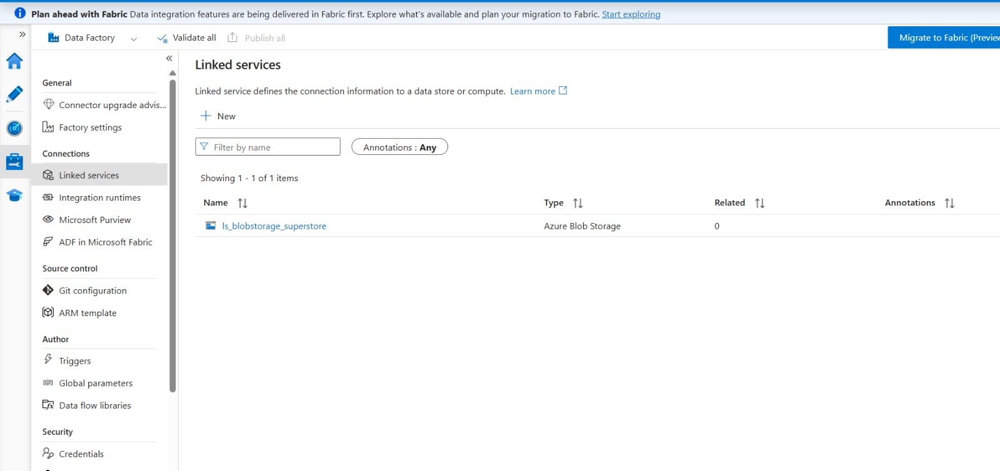 Plan ahead with Fabric Data integration features are being delivered in Fabric first. Explore what's available and plan your migration to Fabric. Start exploring
Data Factory
Validate all
Publish all
Migrate to Fabric (Preview
General
Connector upgrade advis...
Factory settings
Connections
Linked services
Integration runtimes
Microsoft Purview
ADF in Microsoft Fabric
Source control
Git configuration
ARM template
Author
Triggers
Global parameters
Data flow libraries
Security
Credentials
Linked services
Linked service defines the connection information to a data store or compute. Learn more
New
Filter by name
Annotations : Any
Showing 1 - 1 of 1 items
Name Type Related Annotations
ls_blobstorage_superstore Azure Blob Storage 0